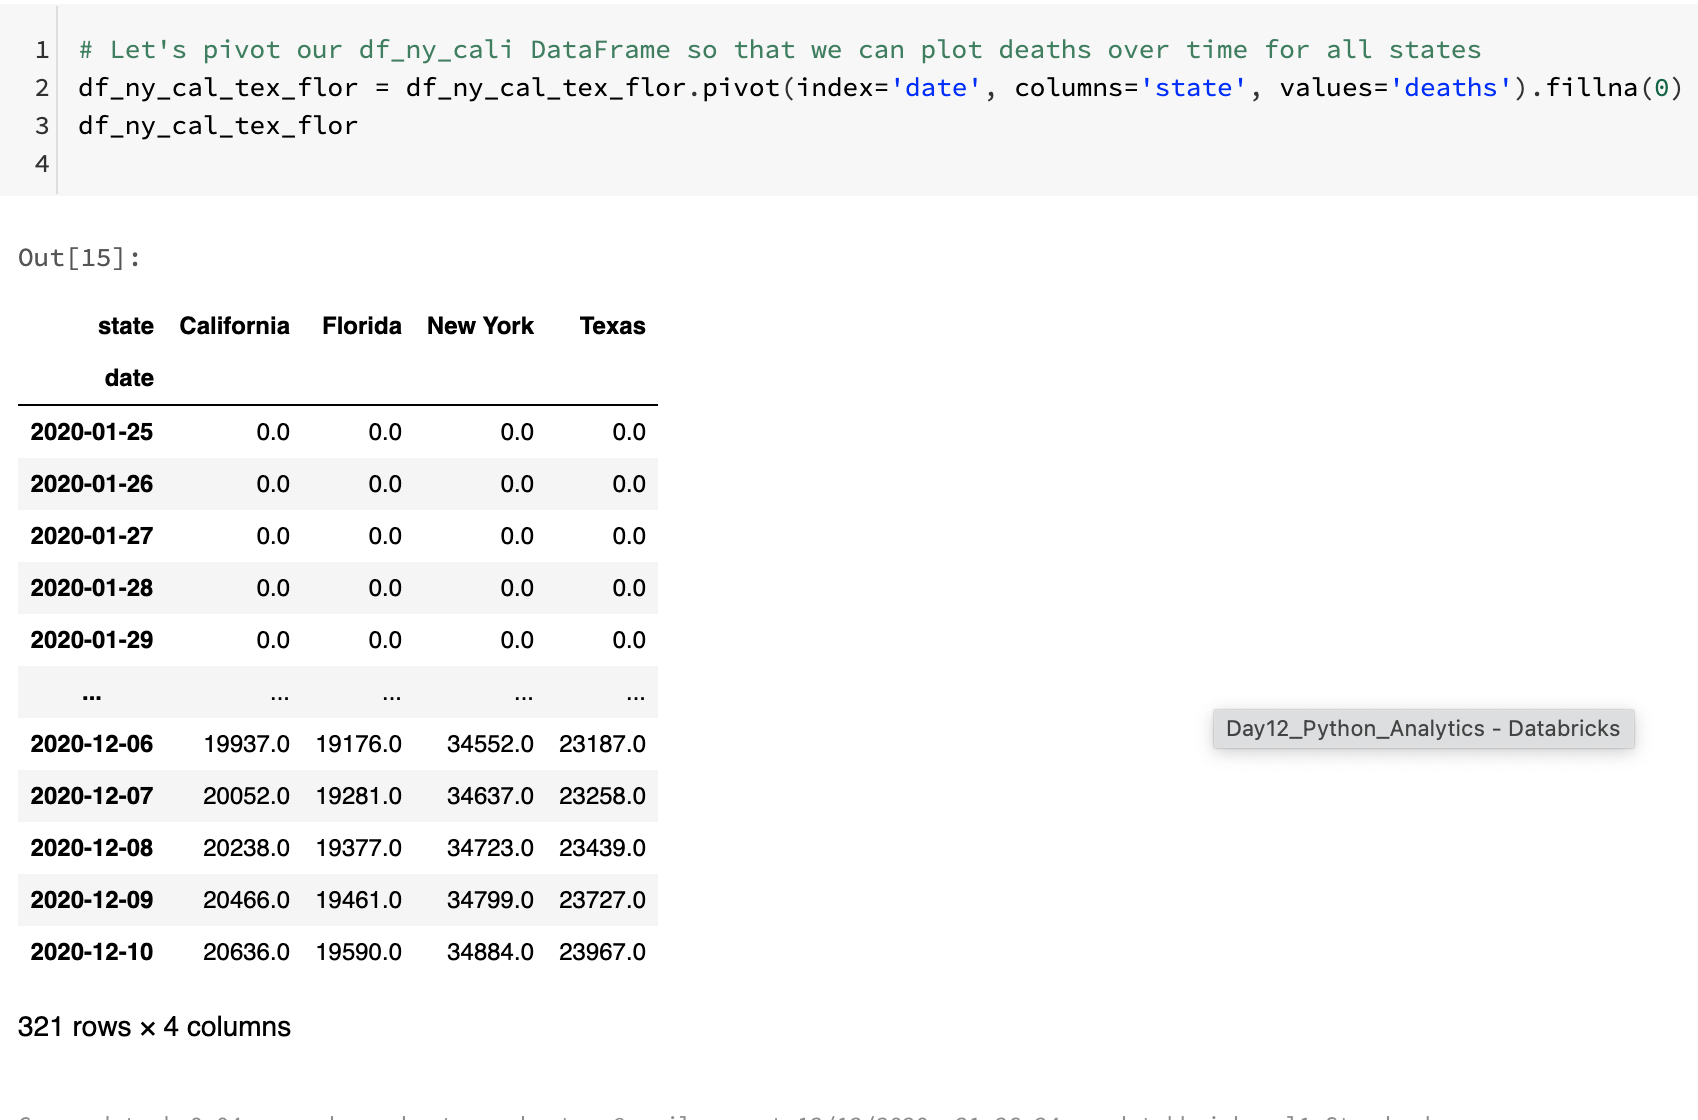 1 # Let's pivot our df_ny_cali DataFrame so that we can plot deaths over time for all states
2 df_ny_cal_tex_flor = df_ny_cal_tex_flor.pivot(index='date', columns='state', values='deaths').fillna(0)
3 df_ny_cal_tex_flor
4
Out[15]:
state California Florida New York Texas
date
2020-01-25 0.0 0.0 0.0 0.0
2020-01-26 0.0 0.0 0.0 0.0
2020-01-27 0.0 0.0 0.0 0.0
2020-01-28 0.0 0.0 0.0 0.0
2020-01-29 0.0 0.0 0.0 0.0
... ... ... ... ...
2020-12-06 19937.0 19176.0 34552.0 23187.0
Day12_Python_Analytics - Databricks
2020-12-07 20052.0 19281.0 34637.0 23258.0
2020-12-08 20238.0 19377.0 34723.0 23439.0
2020-12-09 20466.0 19461.0 34799.0 23727.0
2020-12-10 20636.0 19590.0 34884.0 23967.0
321 rows × 4 columns